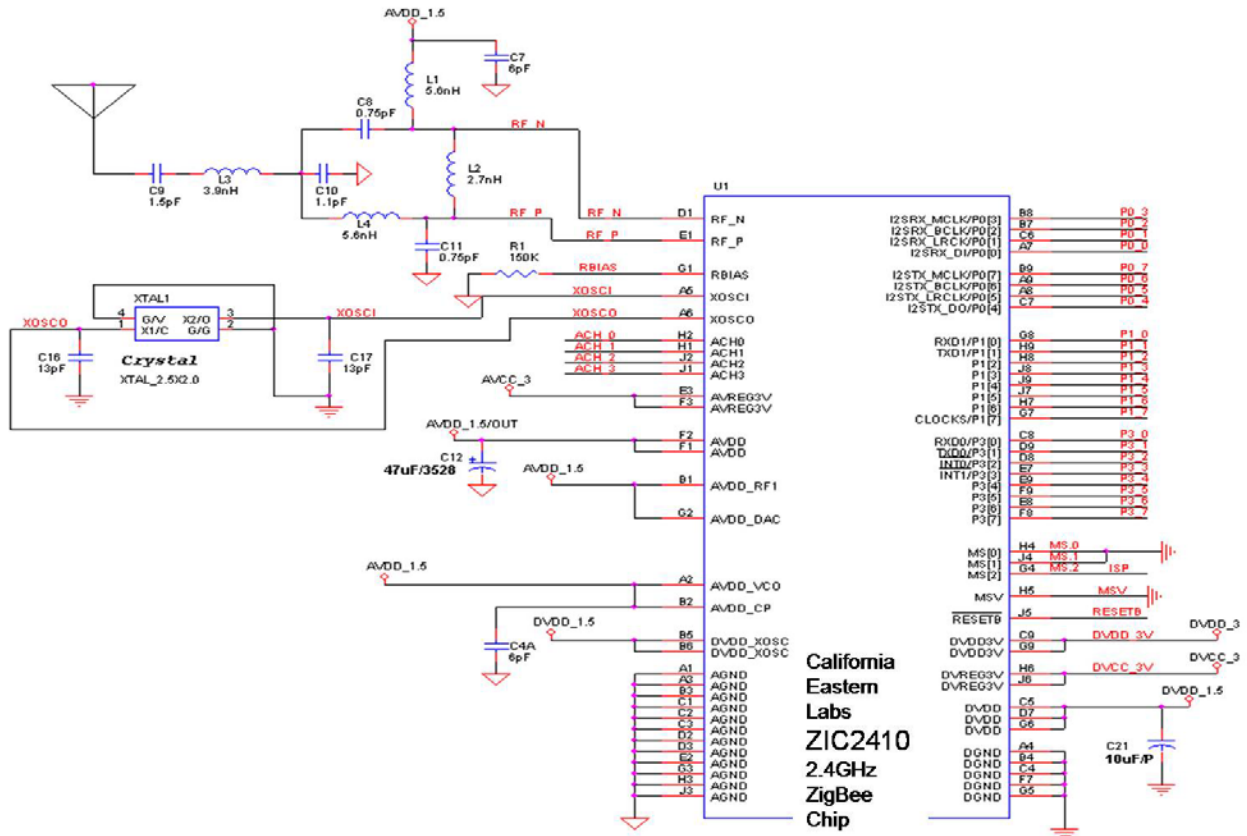 AVDD_1.5
C7
6pF
L1
5.6nH
C8
0.75pF
RF_N
L2
2.7nH
C9
1.5pF
L3
3.9nH
C10
1.1pF
L4
5.6nH
RF_P
C11
0.75pF
RF_N
RF_P
R1
150K
RBIAS
XOSCI
XOSCO
XTAL1
4 G/V X2/O 3
1 X1/C G/G 2
XOSCO
XOSCI
C16
13pF
C17
13pF
Crystal
XTAL_2.5X2.0
ACH_0
ACH_1
ACH_2
ACH_3
AVCC_3
AVDD_1.5/OUT
C12
47uF/3528
AVDD_1.5
AVDD_1.5
DVDD_1.5
C4A
6pF
U1
D1 RF_N
E1 RF_P
G1 RBIAS
A5 XOSCI
A6 XOSCO
H2 ACH0
H1 ACH1
J2 ACH2
J1 ACH3
E3 AVREG3V
F3 AVREG3V
F2 AVDD
F1 AVDD
B1 AVDD_RF1
G2 AVDD_DAC
A2 AVDD_VCO
B2 AVDD_CP
B5 DVDD_XOSC
B6 DVDD_XOSC
A1 AGND
A3 AGND
B3 AGND
C1 AGND
C2 AGND
C3 AGND
D2 AGND
D3 AGND
E2 AGND
G3 AGND
H3 AGND
J3 AGND
California
Eastern
Labs
ZIC2410
2.4GHz
ZigBee
Chip
I2SRX_MCLK/P0[3] B8 P0_3
I2SRX_BCLK/P0[2] B7 P0_2
I2SRX_LRCK/P0[1] C6 P0_1
I2SRX_DI/P0[0] A7 P0_0
I2STX_MCLK/P0[7] B9 P0_7
I2STX_BCLK/P0[6] A9 P0_6
I2STX_LRCK/P0[5] A8 P0_5
I2STX_DO/P0[4] C7 P0_4
RXD1/P1[0] G8 P1_0
TXD1/P1[1] H9 P1_1
P1[2] H8 P1_2
P1[3] J8 P1_3
P1[4] J9 P1_4
P1[5] J7 P1_5
P1[6] H7 P1_6
CLOCKS/P1[7] G7 P1_7
RXD0/P3[0] C8 P3_0
TXD0/P3[1] D9 P3_1
INT0/P3[2] D8 P3_2
INT1/P3[3] E7 P3_3
P3[4] E9 P3_4
P3[5] F9 P3_5
P3[6] E8 P3_6
P3[7] F8 P3_7
MS[0] H4 MS.0
MS[1] J4 MS.1
MS[2] G4 MS.2 ISP
MSV H5 MSV
RESETB J5 RESETB
DVDD3V C9 DVDD_3V DVDD_3
DVDD3V G9
DVREG3V H6 DVCC_3V DVCC_3
DVREG3V J6
DVDD C5 DVDD_1.5
DVDD D7
DVDD G6
C21
10uF/P
DGND A4
DGND B4
DGND C4
DGND F7
DGND G5